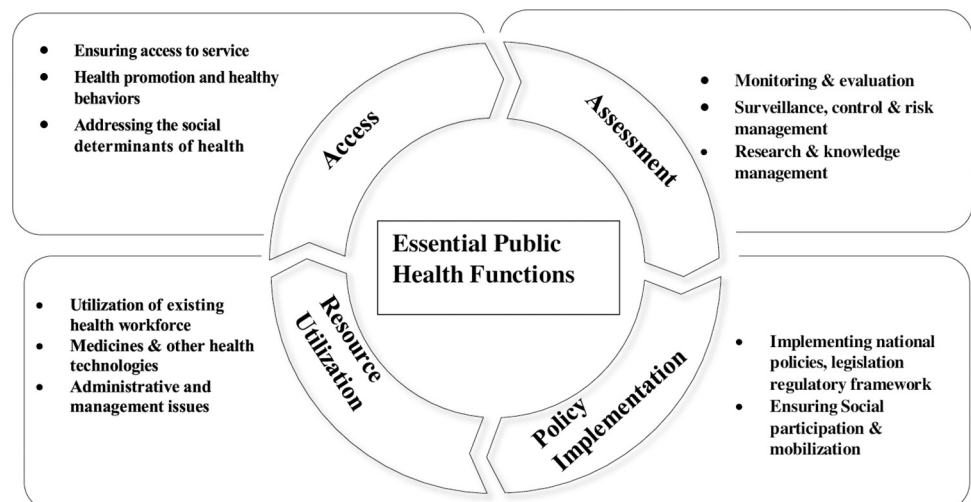 • Ensuring access to service
• Health promotion and healthy
behaviors
• Addressing the social
determinants of health
Access
Assessment
• Monitoring & evaluation
• Surveillance, control & risk
management
• Research & knowledge
management
Essential Public
Health Functions
• Utilization of existing
health workforce
• Medicines & other health
technologies
• Administrative and
management issues
Resource
Utilization
Policy
Implementation
• Implementing national
policies, legislation
regulatory framework
• Ensuring Social
participation &
mobilization